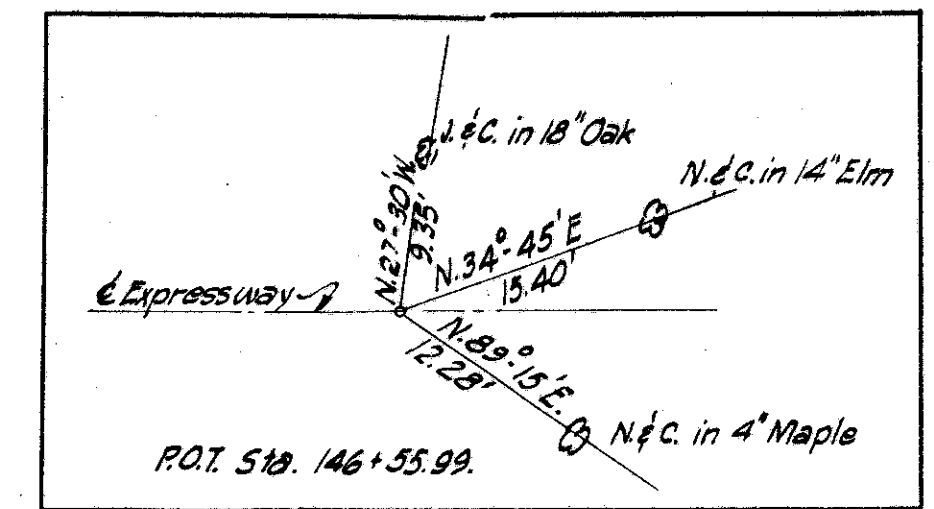 J. & C. in 18" Oak
N. & C. in 14" Elm
N. 27°-30' W.
9.35'
N. 34°-45' E
15.40'
℄ Expressway
N. 89°-15' E.
12.28'
N. & C. in 4" Maple
P.O.T. Sta. 146+55.99.